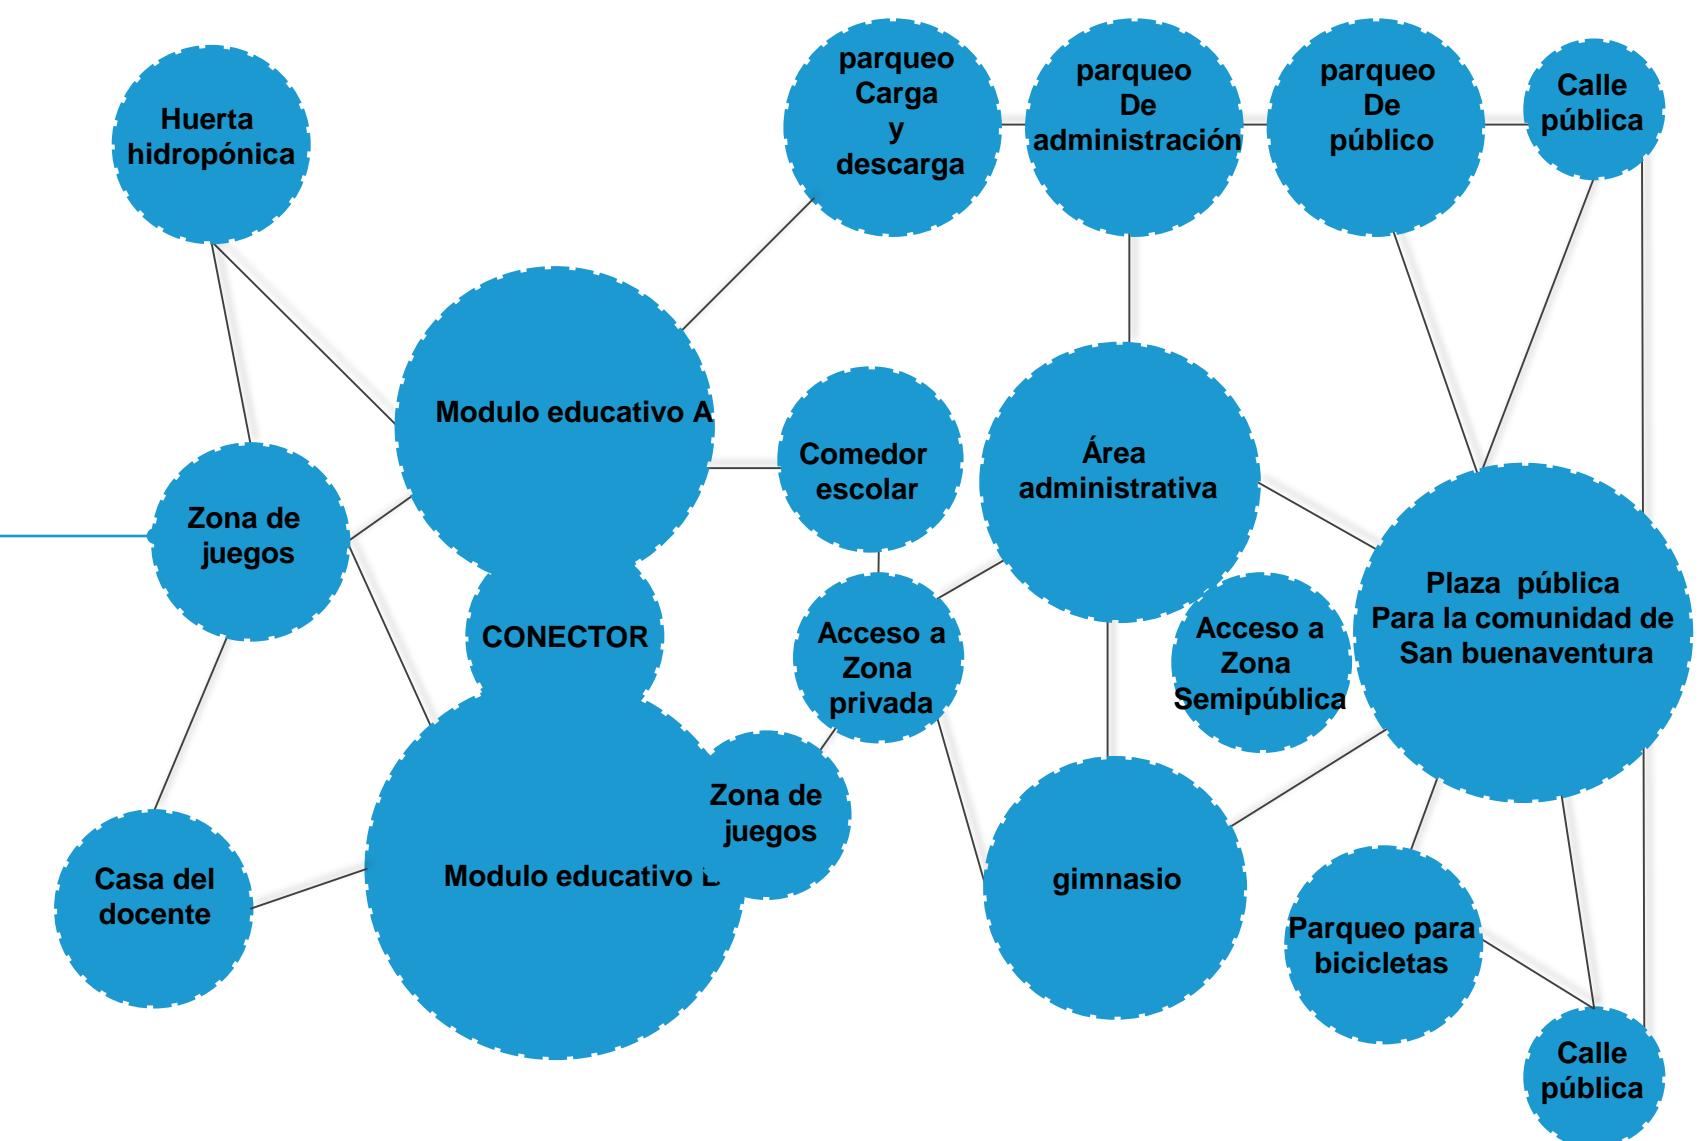 parqueo
Carga
y
descarga
parqueo
De
administración
parqueo
De
público
Calle
pública
Huerta
hidropónica
Modulo educativo A
Comedor
escolar
Área
administrativa
Zona de
juegos
Plaza pública
Para la comunidad de
San buenaventura
CONECTOR
Acceso a
Zona
privada
Acceso a
Zona
Semipública
Zona de
juegos
Casa del
docente
Modulo educativo
gimnasio
Parqueo para
bicicletas
Calle
pública